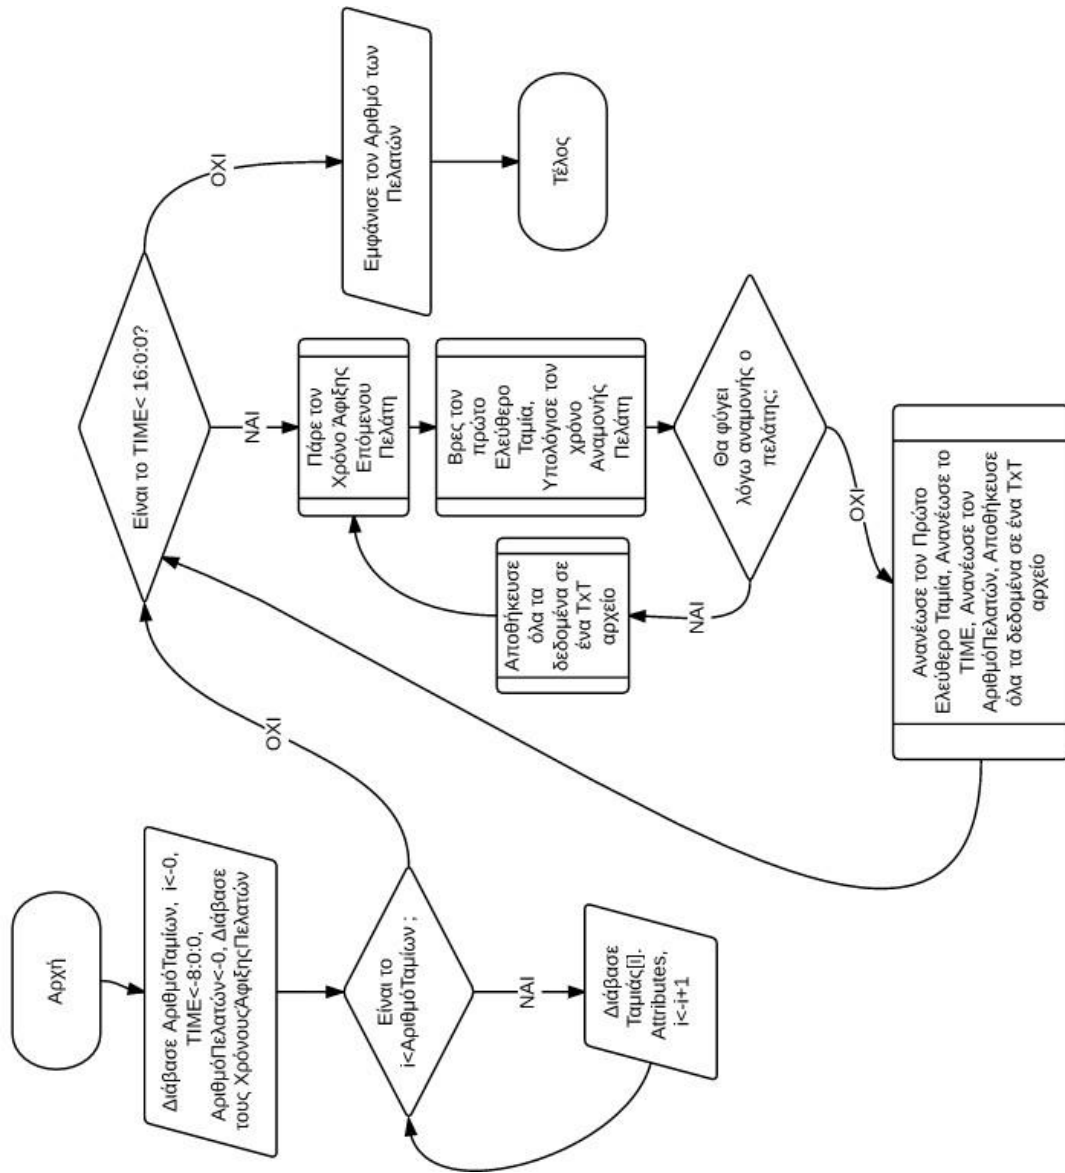 Αρχή
Διάβασε ΑριθμόΤαμίων, i<-0,
TIME<-8:0:0,
ΑριθμόΠελατών<-0, Διάβασε
τους ΧρόνουςΆφιξηςΠελατών
Είναι το
i<ΑριθμόΤαμίων ;
ΝΑΙ
Διάβασε
Ταμιάς[i].
Attributes,
i<-i+1
ΟΧΙ
Είναι το TIME< 16:0:0?
ΝΑΙ
Πάρε τον
Χρόνο Άφιξης
Επόμενου
Πελάτη
Βρες τον
πρώτο
Ελεύθερο
Ταμία,
Υπολόγισε τον
χρόνο
Αναμονής
Πελάτη
Θα φύγει
λόγω αναμονής ο
πελάτης;
ΝΑΙ
Αποθήκευσε
όλα τα
δεδομένα σε
ένα TxT
αρχείο
ΟΧΙ
Ανανέωσε τον Πρώτο
Ελεύθερο Ταμία, Ανανέωσε το
TIME, Ανανέωσε τον
ΑριθμόΠελατών, Αποθήκευσε
όλα τα δεδομένα σε ένα TxT
αρχείο
ΟΧΙ
Εμφάνισε τον Αριθμό των
Πελατών
Τέλος